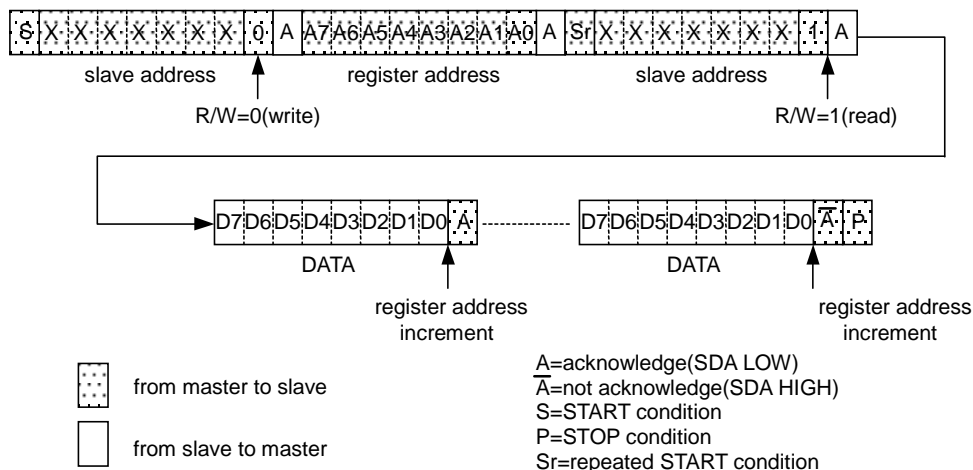 S X X X X X X X 0 A A7 A6 A5 A4 A3 A2 A1 A0 A Sr X X X X X X X 1 A
slave address register address slave address
R/W=0(write) R/W=1(read)
D7 D6 D5 D4 D3 D2 D1 D0 A D7 D6 D5 D4 D3 D2 D1 D0 A̅ P
DATA DATA
register address register address
increment increment
from master to slave
from slave to master
A=acknowledge(SDA LOW)
A̅=not acknowledge(SDA HIGH)
S=START condition
P=STOP condition
Sr=repeated START condition